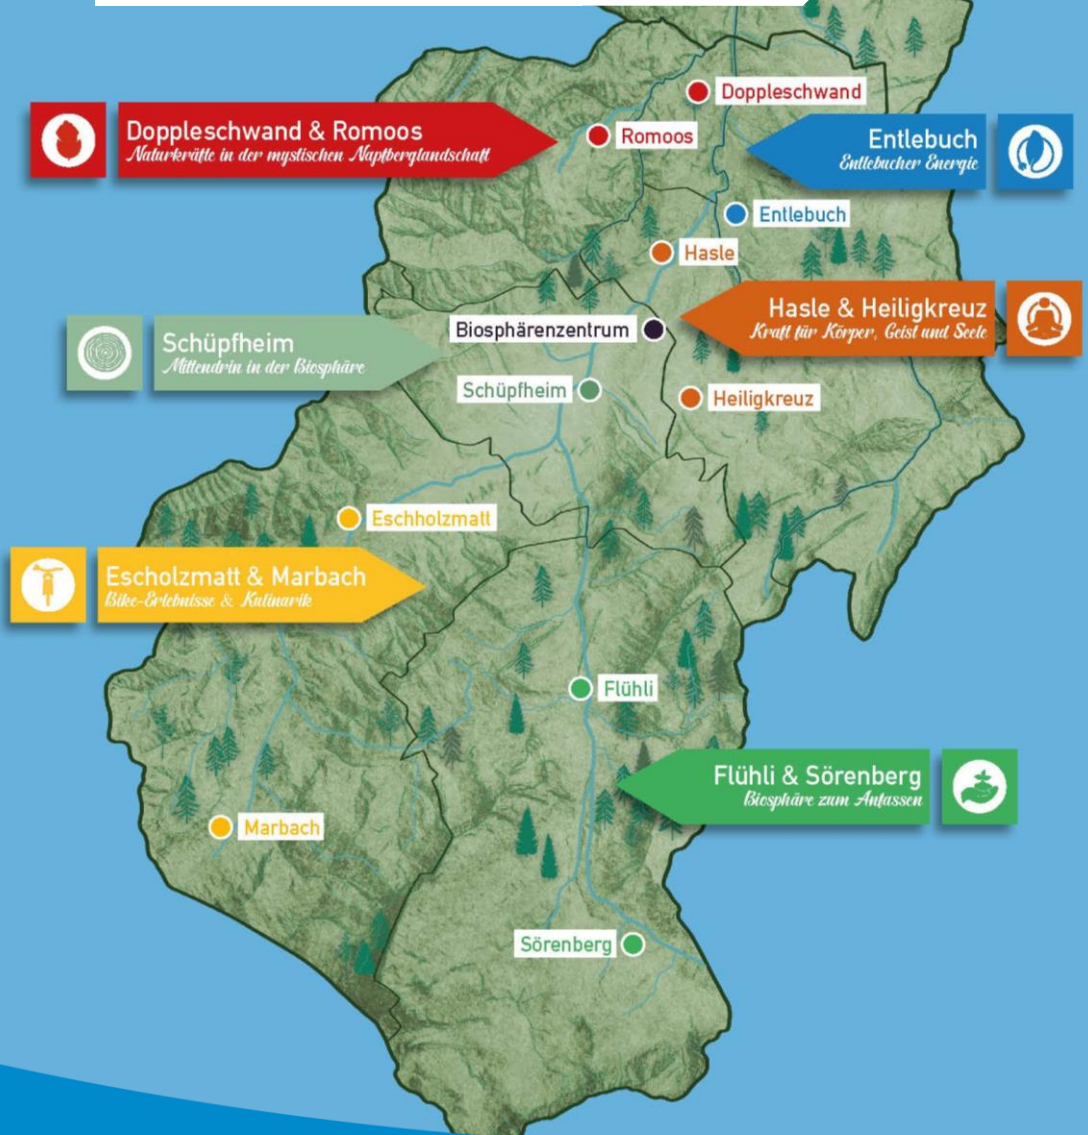 Doppleschwand
Doppleschwand & Romoos
Naturkräfte in der mystischen Napfberglandschaft
Romoos
Entlebuch
Entlebucher Energie
Entlebuch
Hasle
Hasle & Heiligkreuz
Kraft für Körper, Geist und Seele
Biosphärenzentrum
Schüpfheim
Mittendrin in der Biosphäre
Schüpfheim
Heiligkreuz
Eschholzmatt
Escholzmatt & Marbach
Bike-Erlebnisse & Kulinarik
Flühli
Flühli & Sörenberg
Biosphäre zum Anfassen
Marbach
Sörenberg